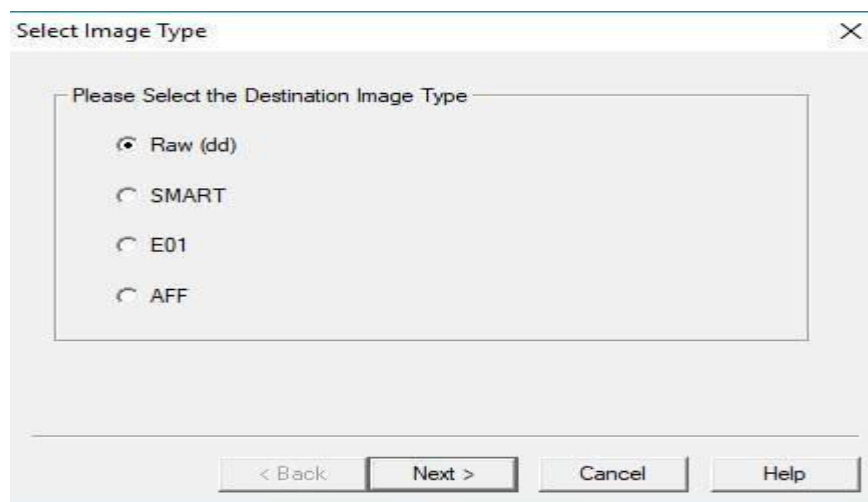 Select Image Type
Please Select the Destination Image Type
Raw (dd)
SMART
E01
AFF
< Back Next > Cancel Help